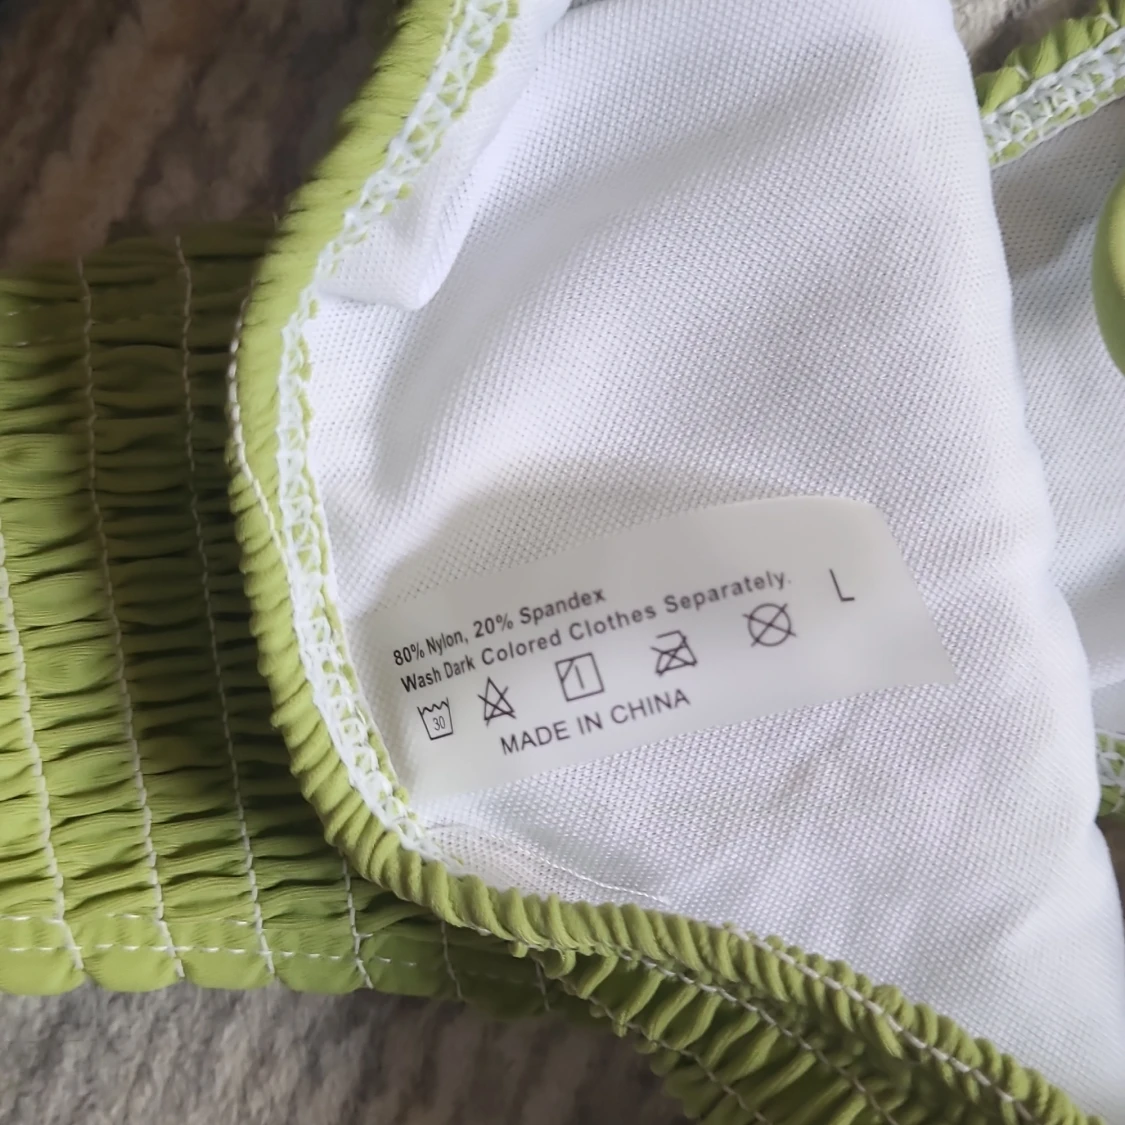 80% Nylon, 20% Spandex
Wash Dark Colored Clothes Separately.
L
30
MADE IN CHINA